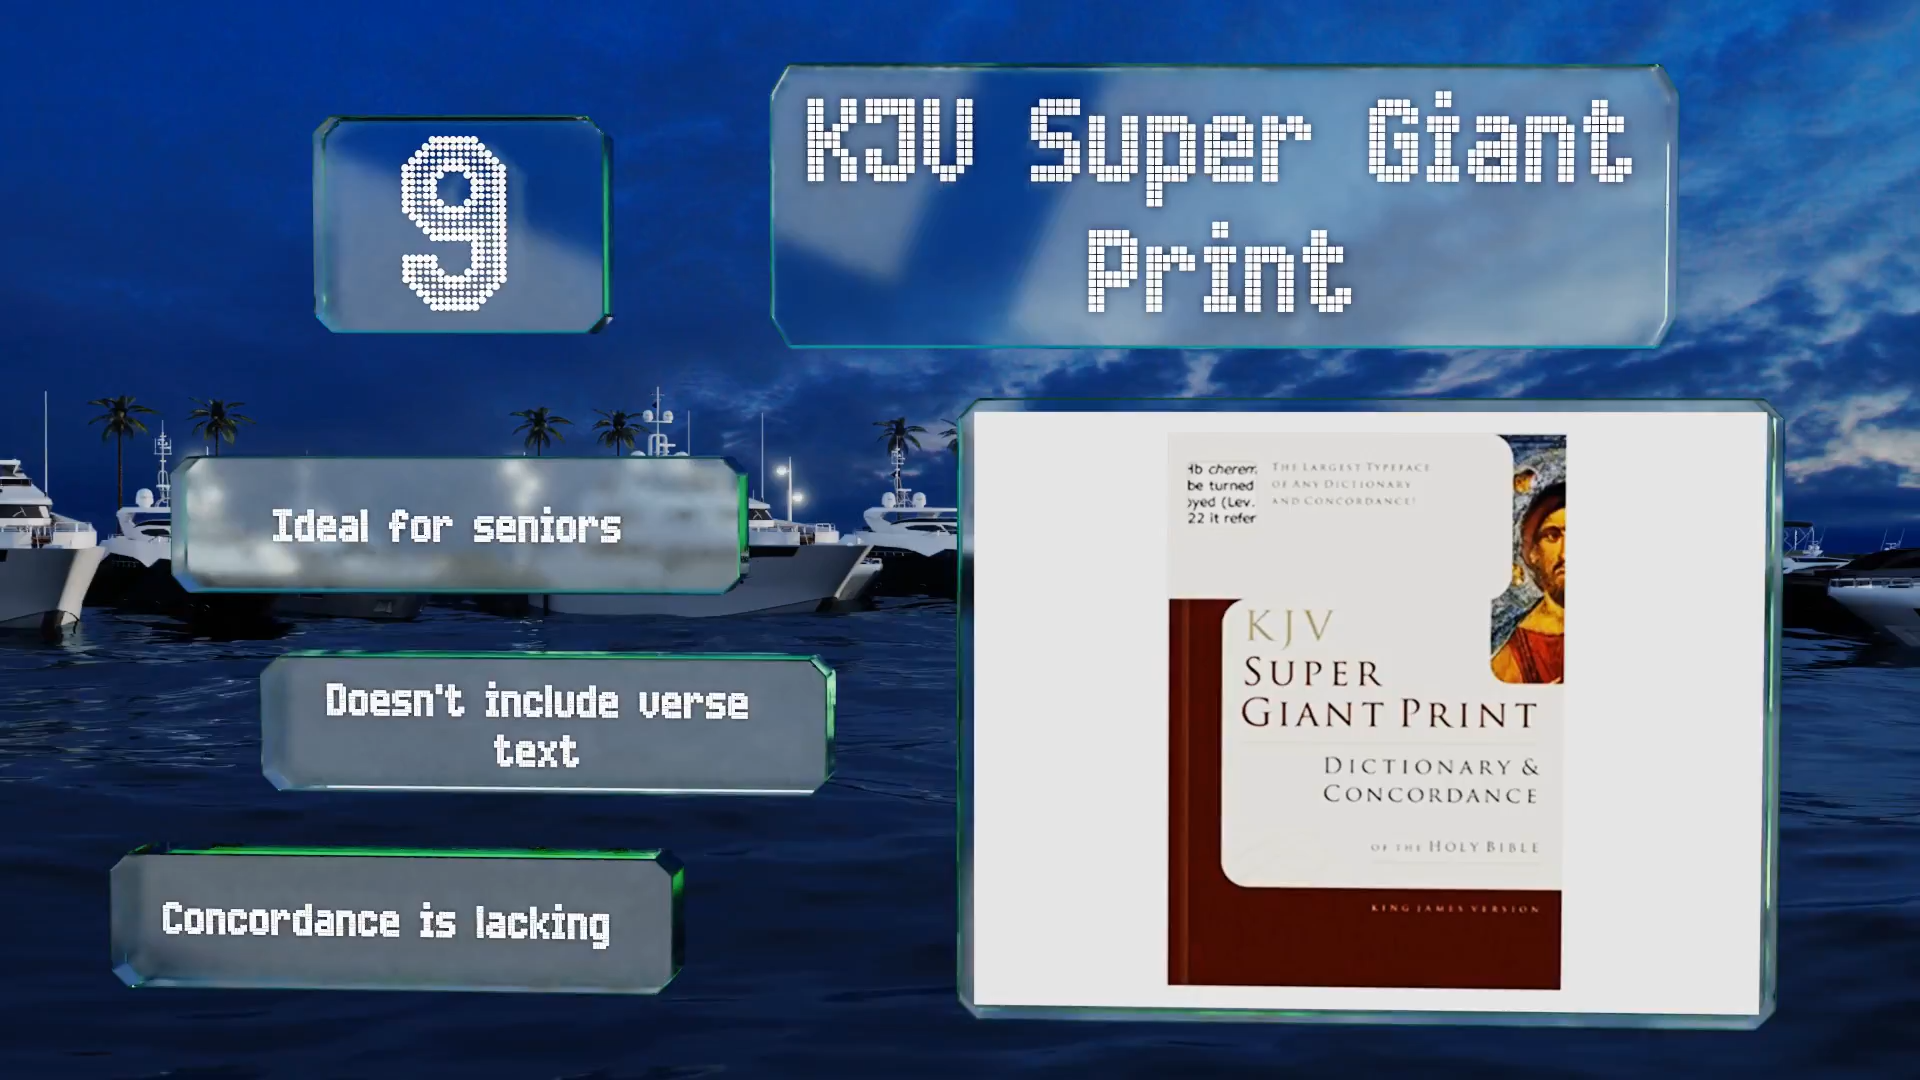 9
KJV Super Giant
Print
Ideal for seniors
Doesn't include verse
text
Concordance is lacking
cherem,
be turned
(Lev.
22 it refer
THE LARGEST TYPEFACE
OF ANY DICTIONARY
AND CONCORDANCE!
KJV
SUPER
GIANT PRINT
DICTIONARY &
CONCORDANCE
OF THE HOLY BIBLE
KING JAMES VERSION